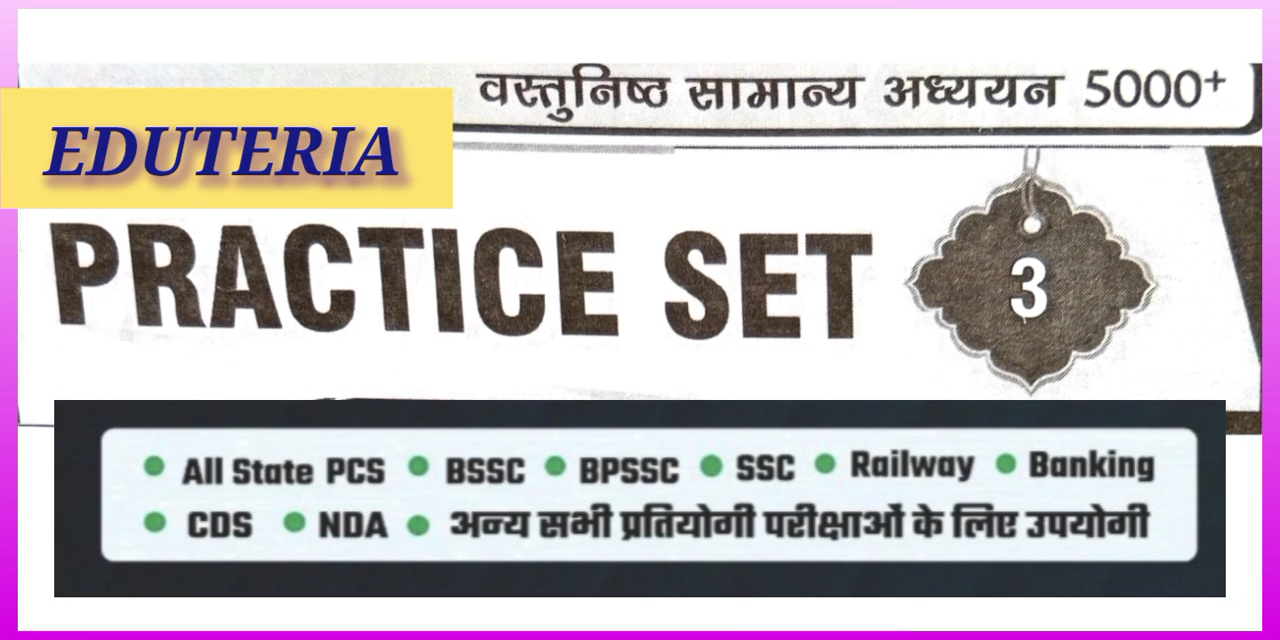 वस्तुनिष्ठ सामान्य अध्ययन 5000+
EDUTERIA
PRACTICE SET 3
All State PCS BSSC BPSSC SSC Railway Banking
CDS NDA अन्य सभी प्रतियोगी परीक्षाओं के लिए उपयोगी